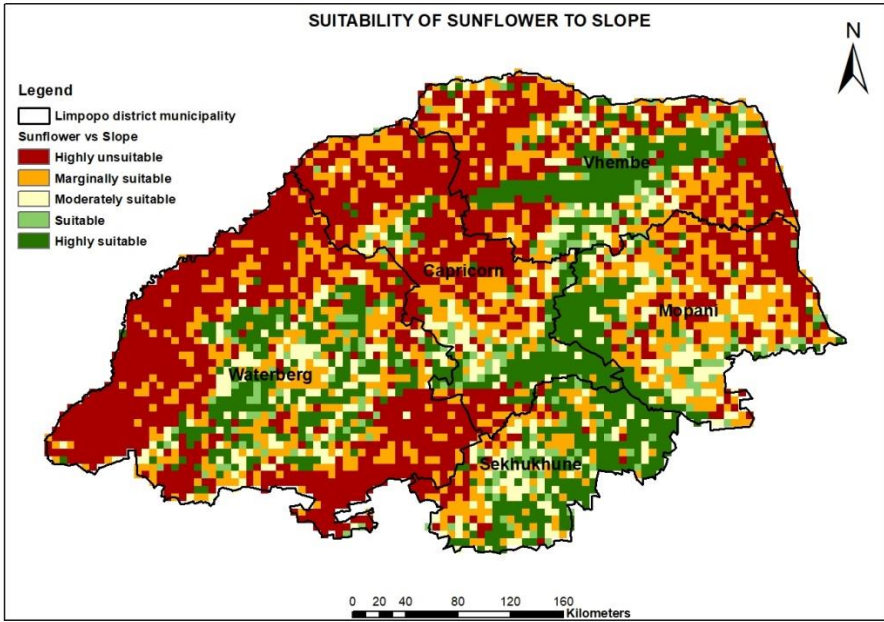 SUITABILITY OF SUNFLOWER TO SLOPE
N
Legend
Limpopo district municipality
Sunflower vs Slope
Highly unsuitable
Marginally suitable
Moderately suitable
Suitable
Highly suitable
Vhembe
Capricorn
Mopani
Waterberg
Sekhukhune
0 20 40 80 120 160
Kilometers